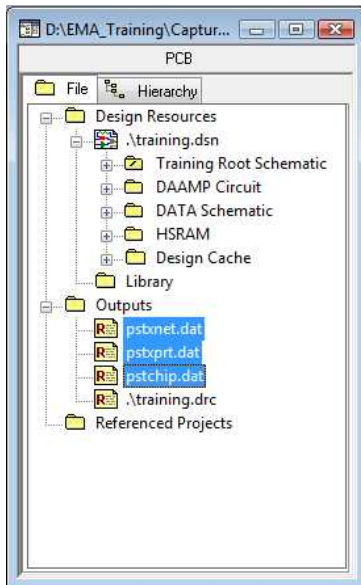 D:\EMA_Training\Captur...
PCB
File Hierarchy
Design Resources
.\training.dsn
Training Root Schematic
DAAMP Circuit
DATA Schematic
HSRAM
Design Cache
Library
Outputs
pstxnet.dat
pstxprt.dat
pstchip.dat
.\training.drc
Referenced Projects